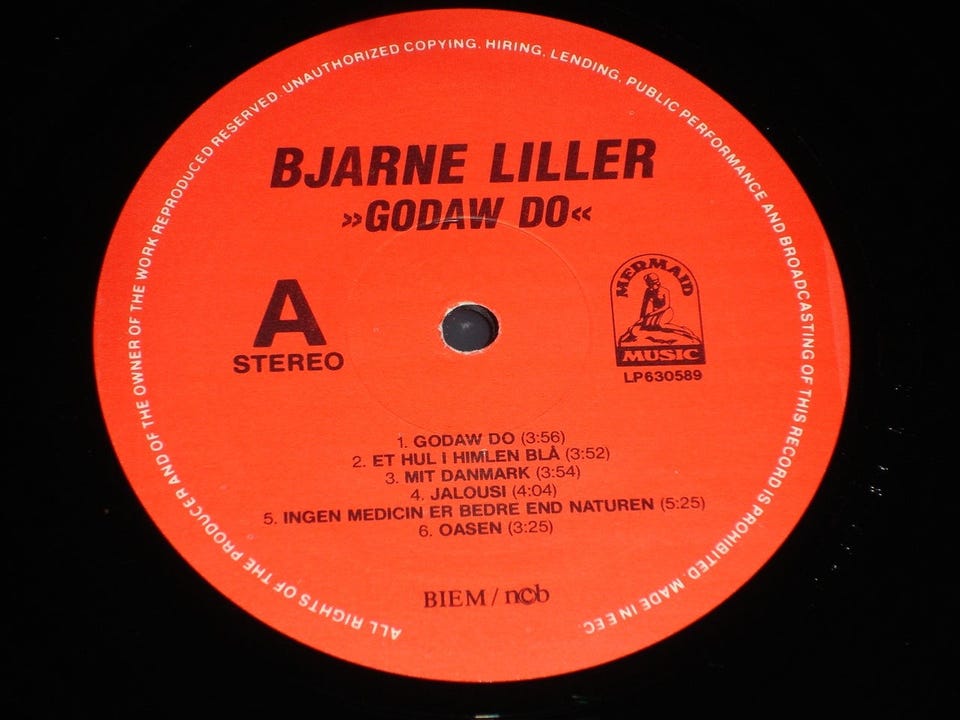 ALL RIGHTS OF THE PRODUCER AND OF THE OWNER OF THE WORK REPRODUCED RESERVED. UNAUTHORIZED COPYING, HIRING, LENDING, PUBLIC PERFORMANCE AND BROADCASTING OF THIS RECORD IS PROHIBITED. MADE IN EEC.
BJARNE LILLER
»GODAW DO«
A
STEREO
MERMAID
MUSIC
LP630589
1. GODAW DO (3:56)
2. ET HUL I HIMLEN BLÅ (3:52)
3. MIT DANMARK (3:54)
4. JALOUSI (4:04)
5. INGEN MEDICIN ER BEDRE END NATUREN (5:25)
6. OASEN (3:25)
BIEM / ncb